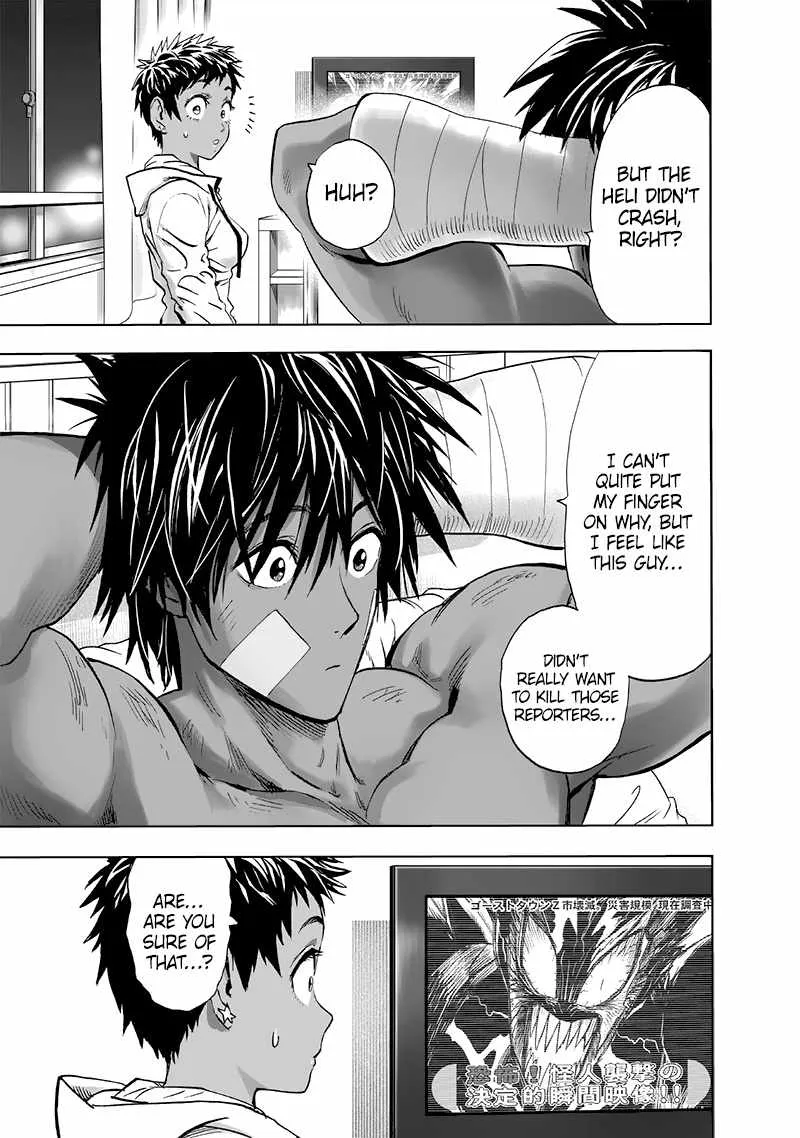 BUT THE
HELI DIDN'T
CRASH,
RIGHT?
HUH?
I CAN'T
QUITE PUT
MY FINGER
ON WHY, BUT
I FEEL LIKE
THIS GUY...
DIDN'T
REALLY WANT
TO KILL THOSE
REPORTERS...
ARE...
ARE YOU
SURE OF
THAT...?
ゴーストタウンZ市壊滅、災害規模、現在調査中
恐怖!怪人襲撃の
決定的瞬間映像!!